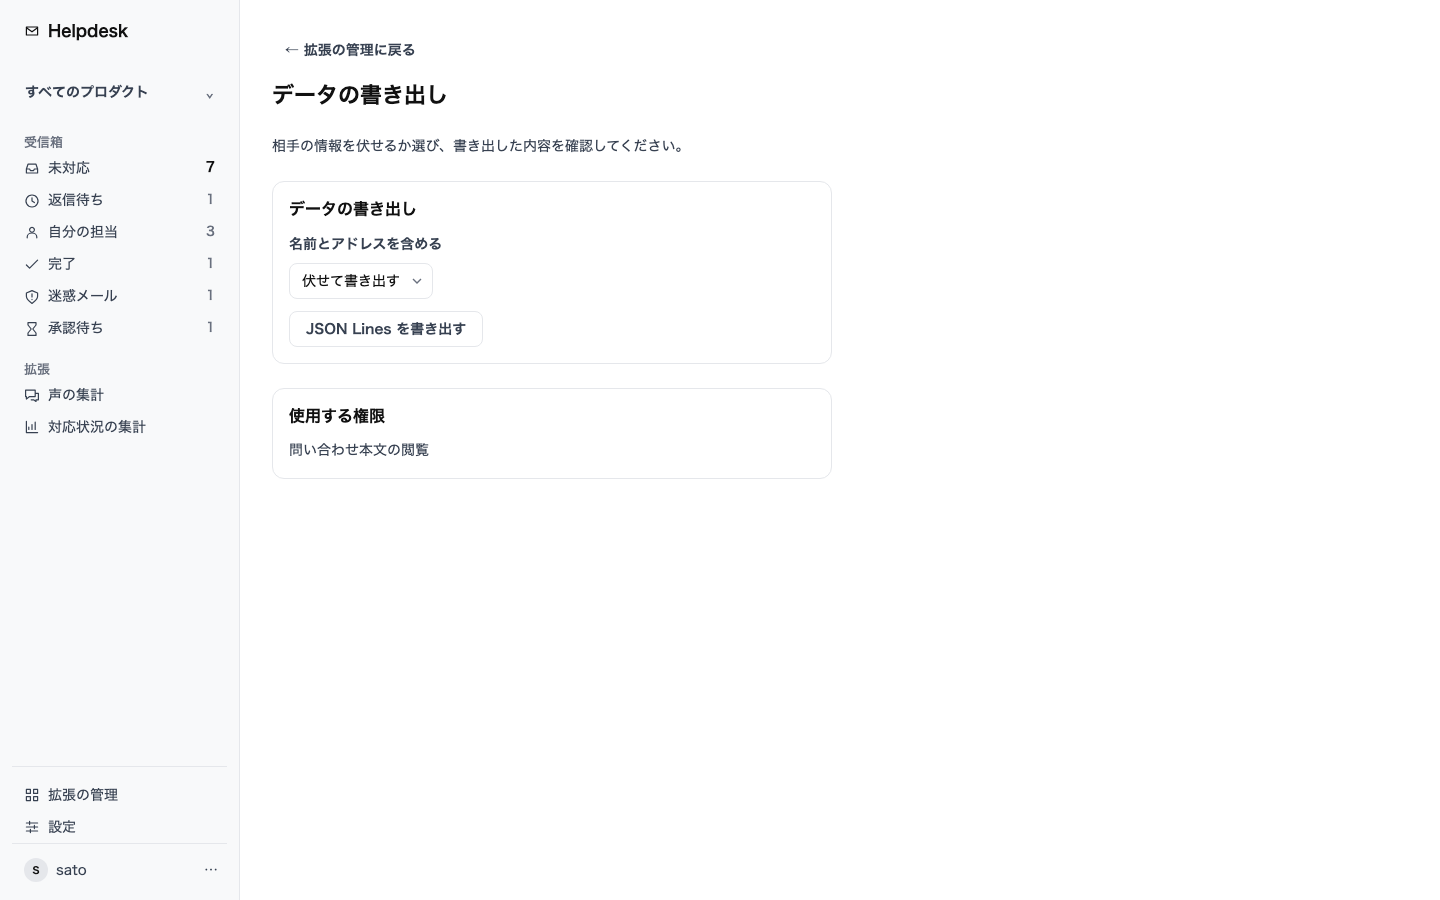 Helpdesk
すべてのプロダクト
受信箱
未対応 7
返信待ち 1
自分の担当 3
完了 1
迷惑メール 1
承認待ち 1
拡張
声の集計
対応状況の集計
拡張の管理
設定
S sato ...
← 拡張の管理に戻る
データの書き出し
相手の情報を伏せるか選び、書き出した内容を確認してください。
データの書き出し
名前とアドレスを含める
伏せて書き出す
JSON Lines を書き出す
使用する権限
問い合わせ本文の閲覧